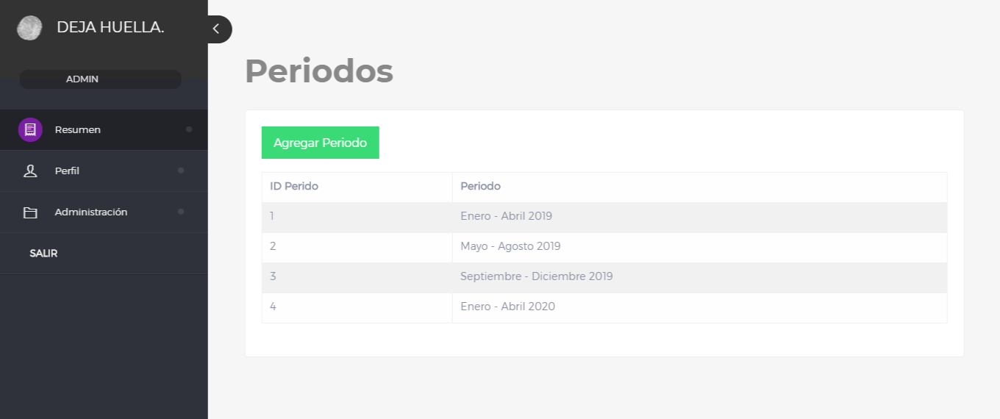 DEJA HUELLA.
ADMIN
Resumen
Perfil
Administración
SALIR
Periodos
Agregar Periodo
ID Perido Periodo
1 Enero - Abril 2019
2 Mayo - Agosto 2019
3 Septiembre - Diciembre 2019
4 Enero - Abril 2020